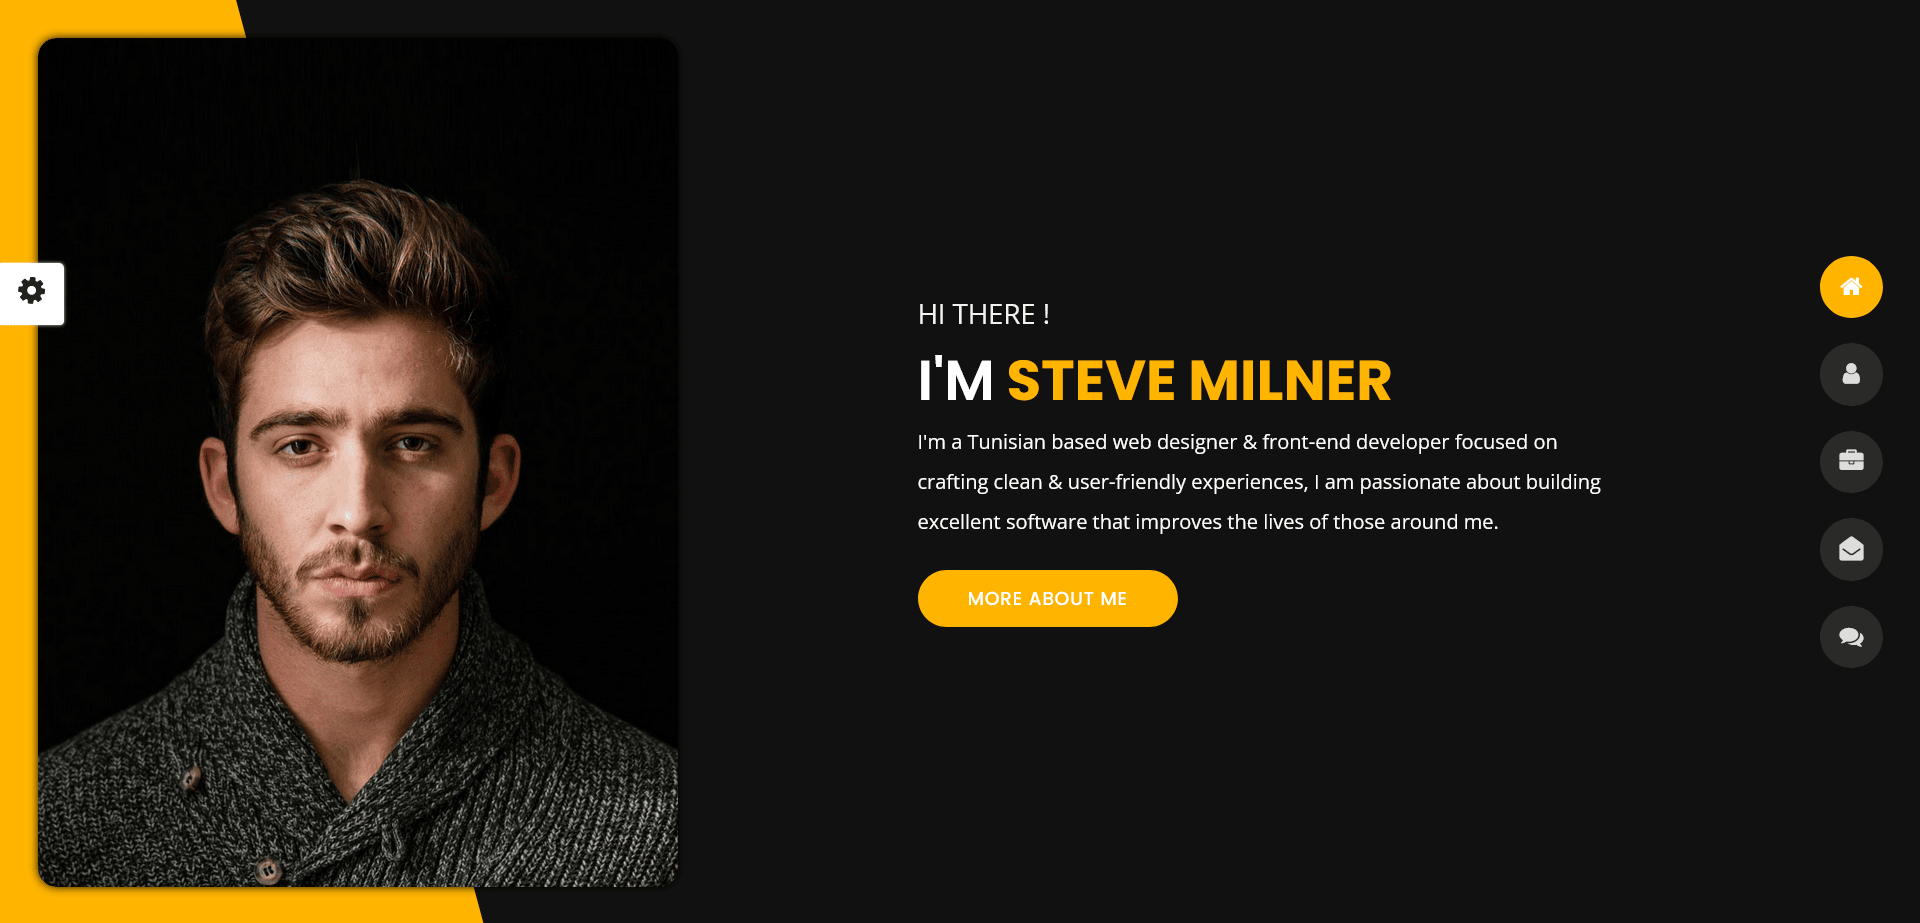 HI THERE !
I'M STEVE MILNER
I'm a Tunisian based web designer & front-end developer focused on
crafting clean & user-friendly experiences, I am passionate about building
excellent software that improves the lives of those around me.
MORE ABOUT ME